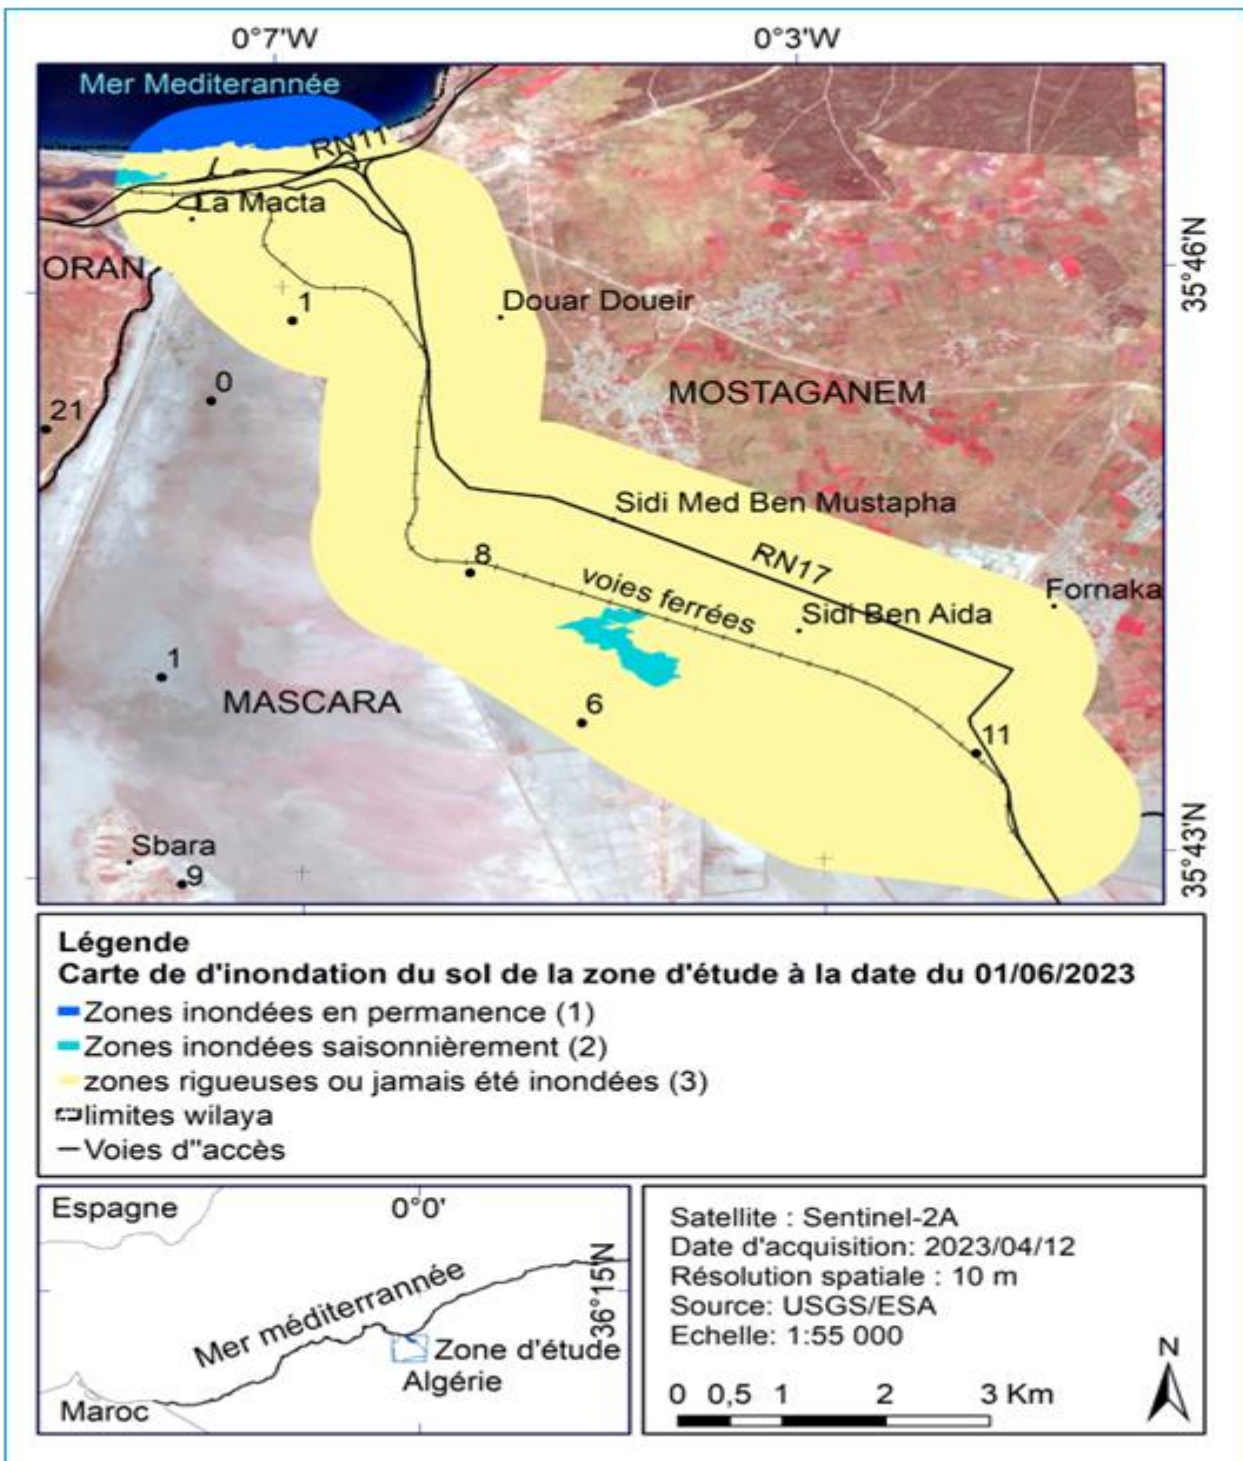 0°7'W
0°3'W
Mer Mediterannée
RN11
La Macta
35°46'N
ORAN
Douar Doueir
1
0
MOSTAGANEM
21
Sidi Med Ben Mustapha
8
RN17
voies ferrées
Fornaka
Sidi Ben Aida
1
MASCARA
6
11
Sbara
9
35°43'N
Légende
Carte de d'inondation du sol de la zone d'étude à la date du 01/06/2023
Zones inondées en permanence (1)
Zones inondées saisonnièrement (2)
zones rigueuses ou jamais été inondées (3)
limites wilaya
Voies d"accès
Espagne
0°0'
36°15'N
Mer méditerrannée
Zone d'étude
Algérie
Maroc
Satellite : Sentinel-2A
Date d'acquisition: 2023/04/12
Résolution spatiale : 10 m
Source: USGS/ESA
Echelle: 1:55 000
N
0 0,5 1 2 3 Km